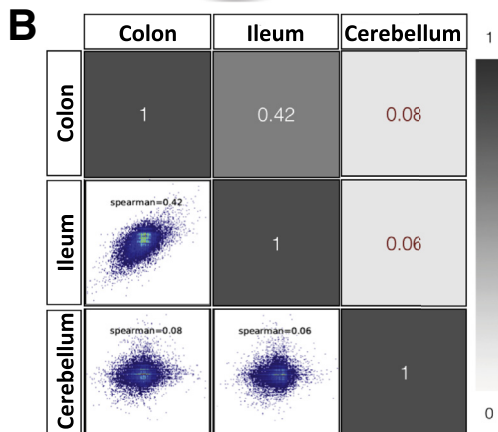 B
Colon Ileum Cerebellum
1
Colon 1 0.42 0.08
spearman=0.42
Ileum 1 0.06
spearman=0.08 spearman=0.06
Cerebellum 1
0